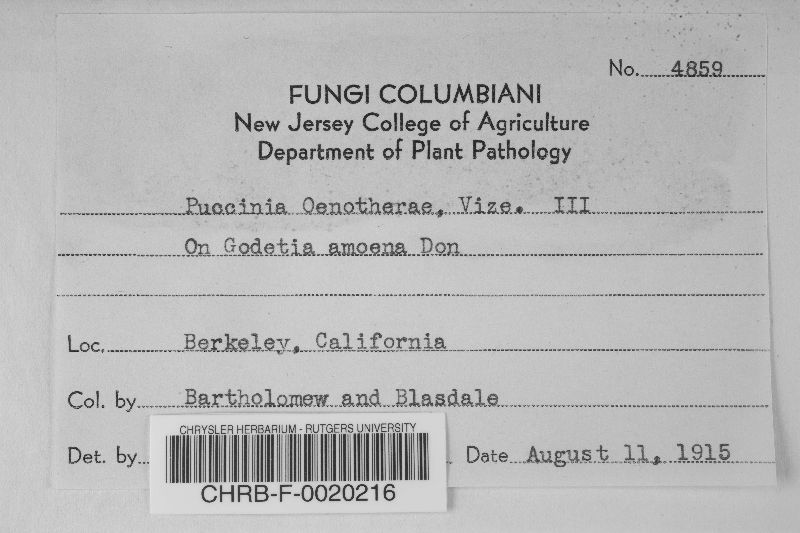 No. 4859
FUNGI COLUMBIANI
New Jersey College of Agriculture
Department of Plant Pathology
Puccinia Oenotherae, Vize. III
On Godetia amoena Don
Loc. Berkeley, California
Col. by Bartholomew and Blasdale
Det. by Date August 11, 1915
CHRYSLER HERBARIUM - RUTGERS UNIVERSITY
CHRB-F-0020216